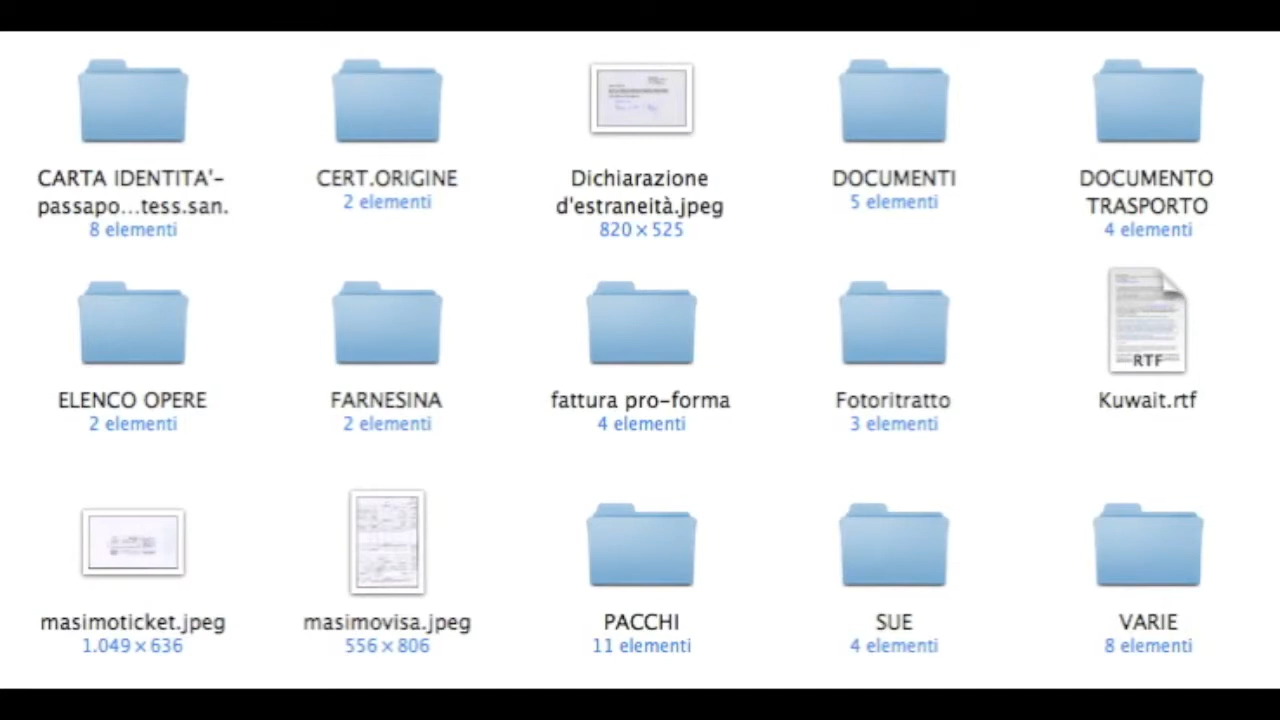 CARTA IDENTITA'-
passapo...tess.san.
8 elementi
CERT.ORIGINE
2 elementi
Dichiarazione
d'estraneità.jpeg
820×525
DOCUMENTI
5 elementi
DOCUMENTO
TRASPORTO
4 elementi
ELENCO OPERE
2 elementi
FARNESINA
2 elementi
fattura pro-forma
4 elementi
Fotoritratto
3 elementi
RTF
Kuwait.rtf
masimoticket.jpeg
1.049×636
masimovisa.jpeg
556×806
PACCHI
11 elementi
SUE
4 elementi
VARIE
8 elementi